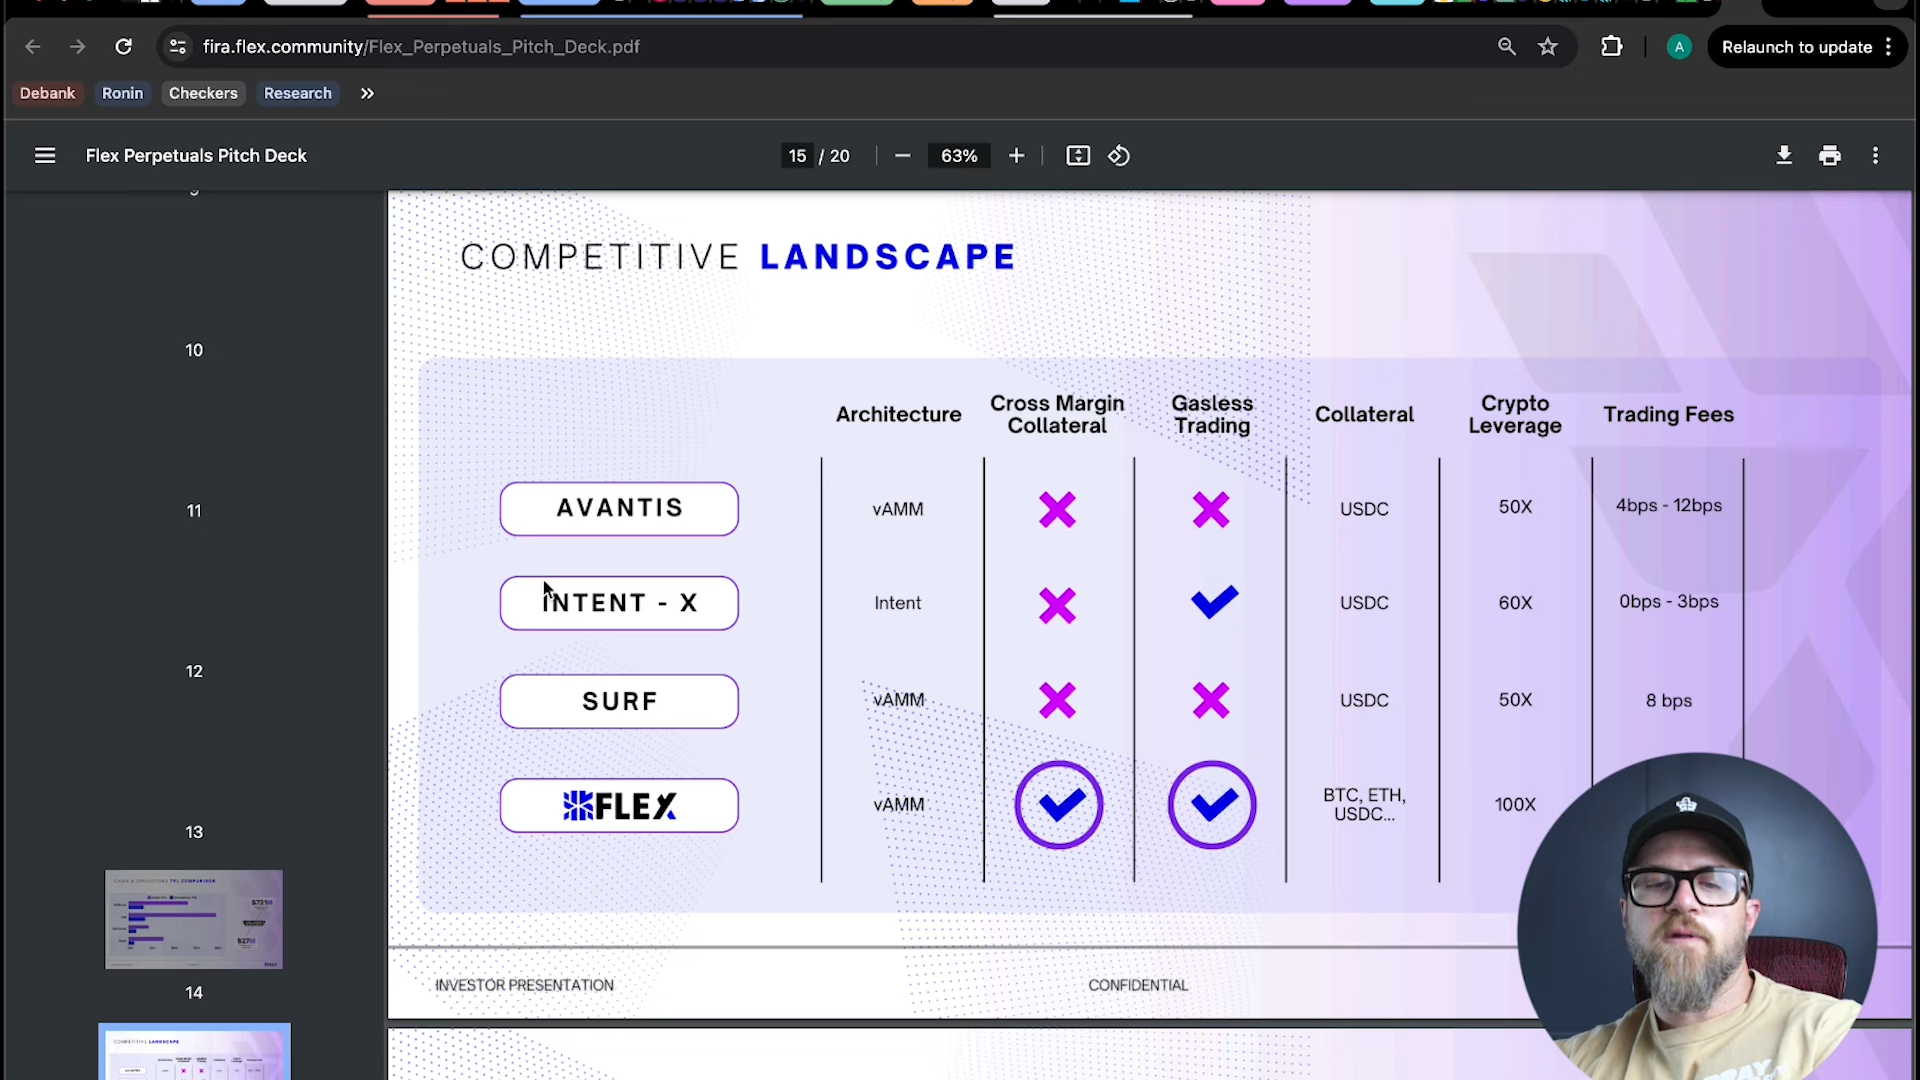 fira.flex.community/Flex_Perpetuals_Pitch_Deck.pdf
A
Relaunch to update
Debank
Ronin
Checkers
Research
Flex Perpetuals Pitch Deck
15 / 20
63%
10
11
12
13
14
COMPETITIVE LANDSCAPE
Architecture
Cross Margin
Collateral
Gasless
Trading
Collateral
Crypto
Leverage
Trading Fees
AVANTIS
vAMM
USDC
50X
4bps - 12bps
INTENT - X
Intent
USDC
60X
0bps - 3bps
SURF
vAMM
USDC
50X
8 bps
FLEX
vAMM
BTC, ETH,
USDC...
100X
INVESTOR PRESENTATION
CONFIDENTIAL
COMPETITIVE LANDSCAPE